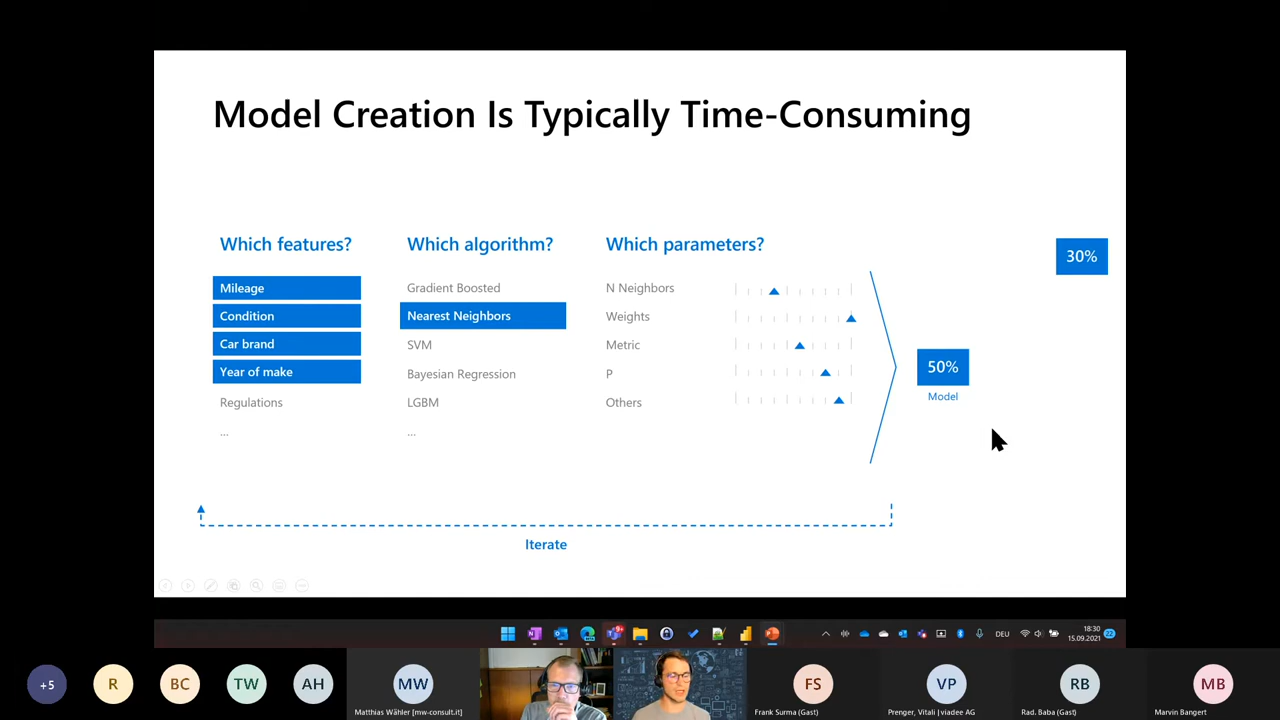 Model Creation Is Typically Time-Consuming
Which features?
Mileage
Condition
Car brand
Year of make
Regulations
...
Which algorithm?
Gradient Boosted
Nearest Neighbors
SVM
Bayesian Regression
LGBM
...
Which parameters?
N Neighbors
Weights
Metric
P
Others
30%
50%
Model
Iterate
9+
DEU
18:30
15.09.2021
22
+5
R
BC
TW
AH
MW
Matthias Wähler [mw-consult.it]
FS
Frank Surma (Gast)
VP
Prenger, Vitali | viadee AG
RB
Rad. Baba (Gast)
MB
Marvin Bangert